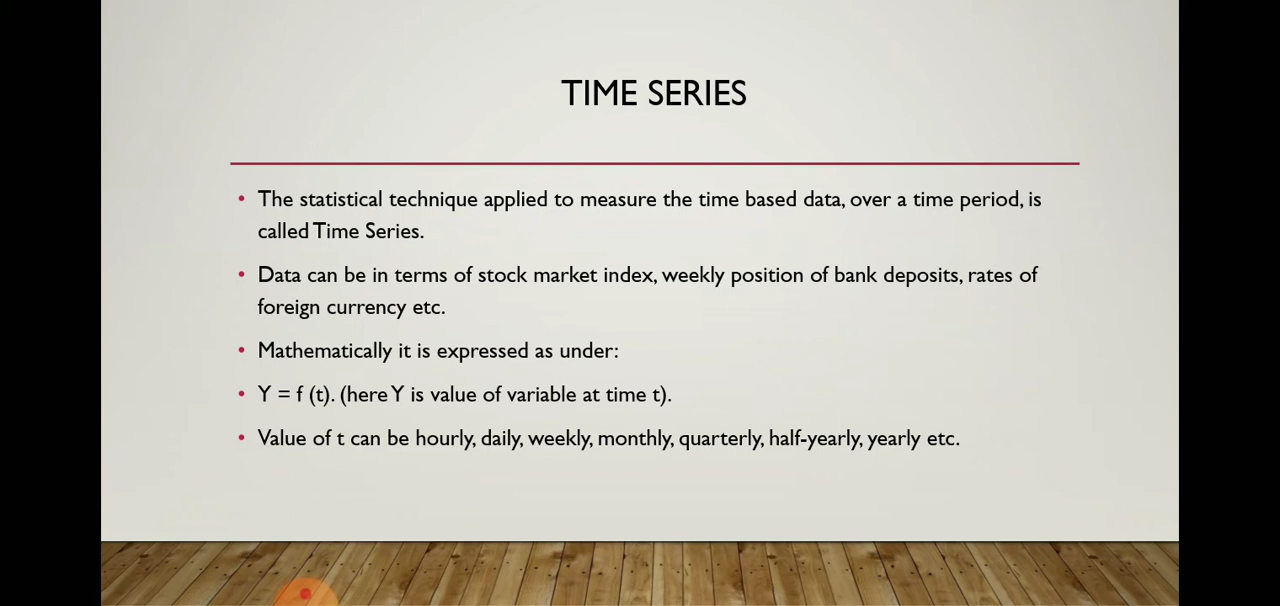 TIME SERIES
• The statistical technique applied to measure the time based data, over a time period, is
called Time Series.
• Data can be in terms of stock market index, weekly position of bank deposits, rates of
foreign currency etc.
• Mathematically it is expressed as under:
• Y = f (t). (here Y is value of variable at time t).
• Value of t can be hourly, daily, weekly, monthly, quarterly, half-yearly, yearly etc.